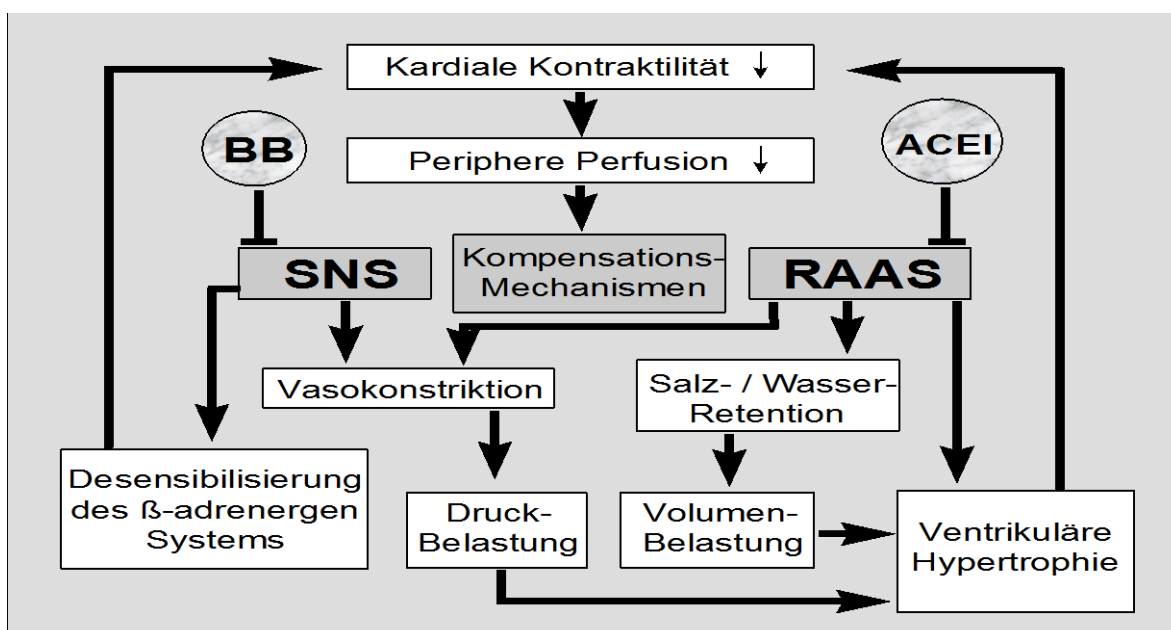 Kardiale Kontraktilität ↓
BB
ACEI
Periphere Perfusion ↓
SNS
Kompensations-
Mechanismen
RAAS
Vasokonstriktion
Salz- / Wasser-
Retention
Desensibilisierung
des ß-adrenergen
Systems
Druck-
Belastung
Volumen-
Belastung
Ventrikuläre
Hypertrophie